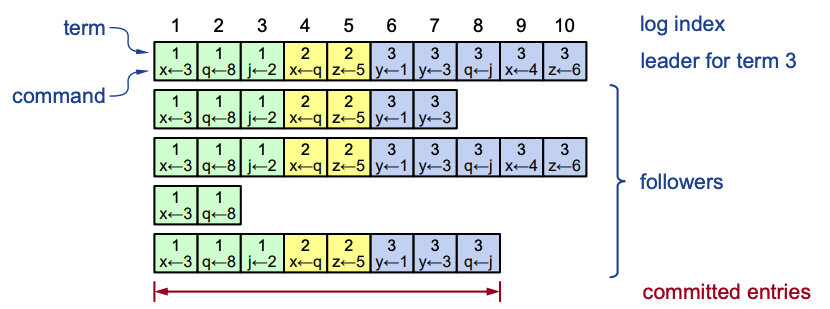 term
command
1 2 3 4 5 6 7 8 9 10
log index
1 1 1 2 2 3 3 3 3 3
x←3 q←8 j←2 x←q z←5 y←1 y←3 q←j x←4 z←6
leader for term 3
1 1 1 2 2 3 3
x←3 q←8 j←2 x←q z←5 y←1 y←3
1 1 1 2 2 3 3 3 3 3
x←3 q←8 j←2 x←q z←5 y←1 y←3 q←j x←4 z←6
1 1
x←3 q←8
1 1 1 2 2 3 3 3
x←3 q←8 j←2 x←q z←5 y←1 y←3 q←j
followers
committed entries